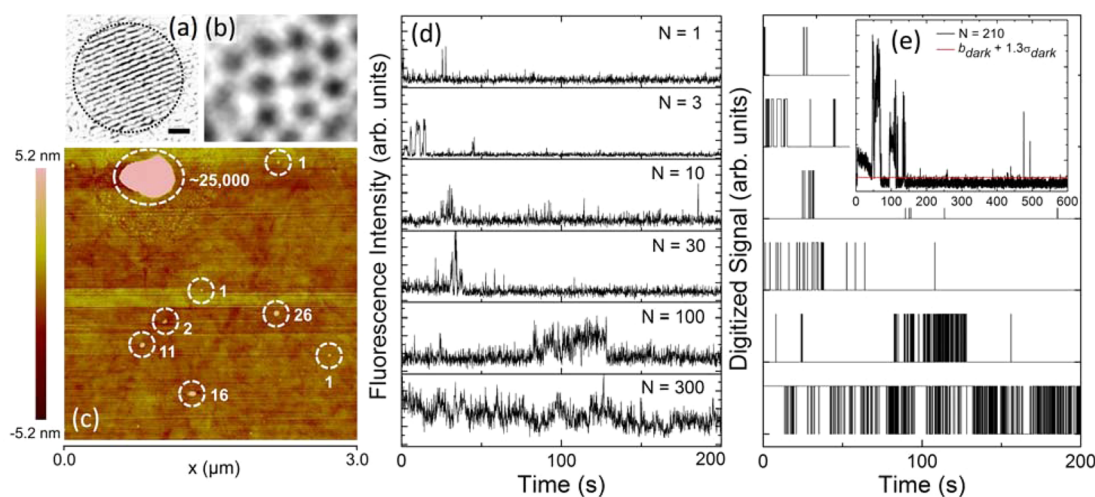 (a)
(b)
5.2 nm
-5.2 nm
~25,000
1
1
26
2
11
1
16
(c)
0.0
3.0
x (µm)
(d)
Fluorescence Intensity (arb. units)
N = 1
N = 3
N = 10
N = 30
N = 100
N = 300
0
100
200
Time (s)
Digitized Signal (arb. units)
(e)
N = 210
b_dark + 1.3σ_dark
0 100 200 300 400 500 600
0
100
200
Time (s)